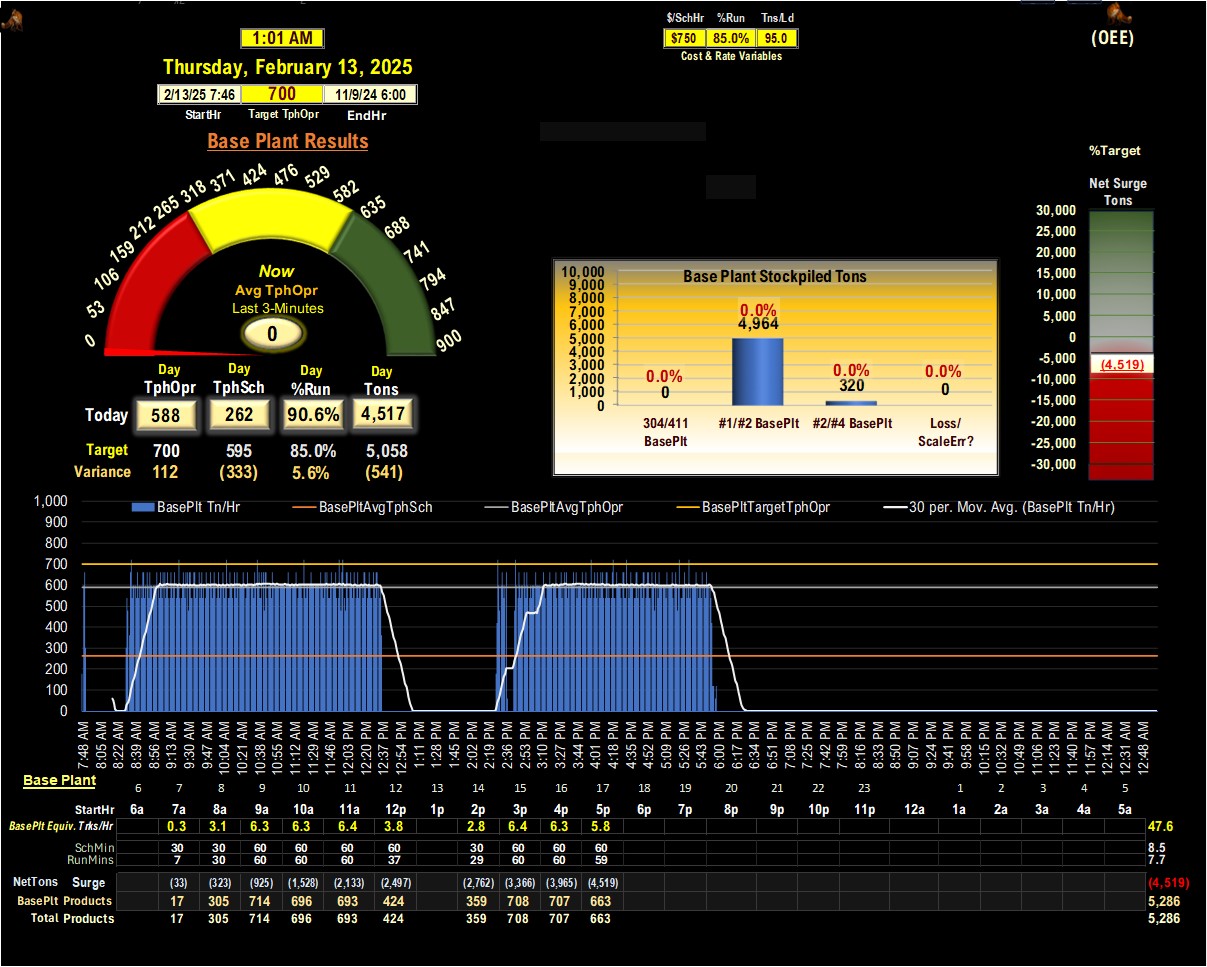 $/SchHr %Run Tns/Ld
$750 85.0% 95.0
Cost & Rate Variables
(OEE)
1:01 AM
Thursday, February 13, 2025
2/13/25 7:46 700 11/9/24 6:00
StartHr Target TphOpr EndHr
Base Plant Results
0 53 106 159 212 265 318 371 424 476 529 582 635 688 741 794 847 900
Now
Avg TphOpr
Last 3-Minutes
0
Day Day Day Day
TphOpr TphSch %Run Tons
Today 588 262 90.6% 4,517
Target 700 595 85.0% 5,058
Variance 112 (333) 5.6% (541)
Base Plant Stockpiled Tons
10,000
9,000
8,000
7,000
6,000
5,000
4,000
3,000
2,000
1,000
0
0.0% 0.0% 0.0% 0.0%
0 4,964 320 0
304/411 BasePlt
#1/#2 BasePlt
#2/#4 BasePlt
Loss/ ScaleErr?
%Target
Net Surge
Tons
30,000
25,000
20,000
15,000
10,000
5,000
0
-5,000
-10,000
-15,000
-20,000
-25,000
-30,000
(4,519)
BasePlt Tn/Hr BasePltAvgTphSch BasePltAvgTphOpr BasePltTargetTphOpr 30 per. Mov. Avg. (BasePlt Tn/Hr)
1,000
900
800
700
600
500
400
300
200
100
0
7:48 AM 8:05 AM 8:22 AM 8:39 AM 8:56 AM 9:13 AM 9:30 AM 9:47 AM 10:04 AM 10:21 AM 10:38 AM 10:55 AM 11:12 AM 11:29 AM 11:46 AM 12:03 PM 12:20 PM 12:37 PM 12:54 PM 1:11 PM 1:28 PM 1:45 PM 2:02 PM 2:19 PM 2:36 PM 2:53 PM 3:10 PM 3:27 PM 3:44 PM 4:01 PM 4:18 PM 4:35 PM 4:52 PM 5:09 PM 5:26 PM 5:43 PM 6:00 PM 6:17 PM 6:34 PM 6:51 PM 7:08 PM 7:25 PM 7:42 PM 7:59 PM 8:16 PM 8:33 PM 8:50 PM 9:07 PM 9:24 PM 9:41 PM 9:58 PM 10:15 PM 10:32 PM 10:49 PM 11:06 PM 11:23 PM 11:40 PM 11:57 PM 12:14 AM 12:31 AM 12:48 AM
Base Plant
6 7 8 9 10 11 12 13 14 15 16 17 18 19 20 21 22 23 1 2 3 4 5
StartHr 6a 7a 8a 9a 10a 11a 12p 1p 2p 3p 4p 5p 6p 7p 8p 9p 10p 11p 12a 1a 2a 3a 4a 5a
BasePlt Equiv. Trks/Hr 0.3 3.1 6.3 6.3 6.4 3.8 2.8 6.4 6.3 5.8 47.6
SchMin 30 30 60 60 60 60 30 60 60 60 8.5
RunMins 7 30 60 60 60 37 29 60 60 59 7.7
NetTons Surge (33) (323) (925) (1,528) (2,133) (2,497) (2,762) (3,366) (3,965) (4,519) (4,519)
BasePlt Products 17 305 714 696 693 424 359 708 707 663 5,286
Total Products 17 305 714 696 693 424 359 708 707 663 5,286